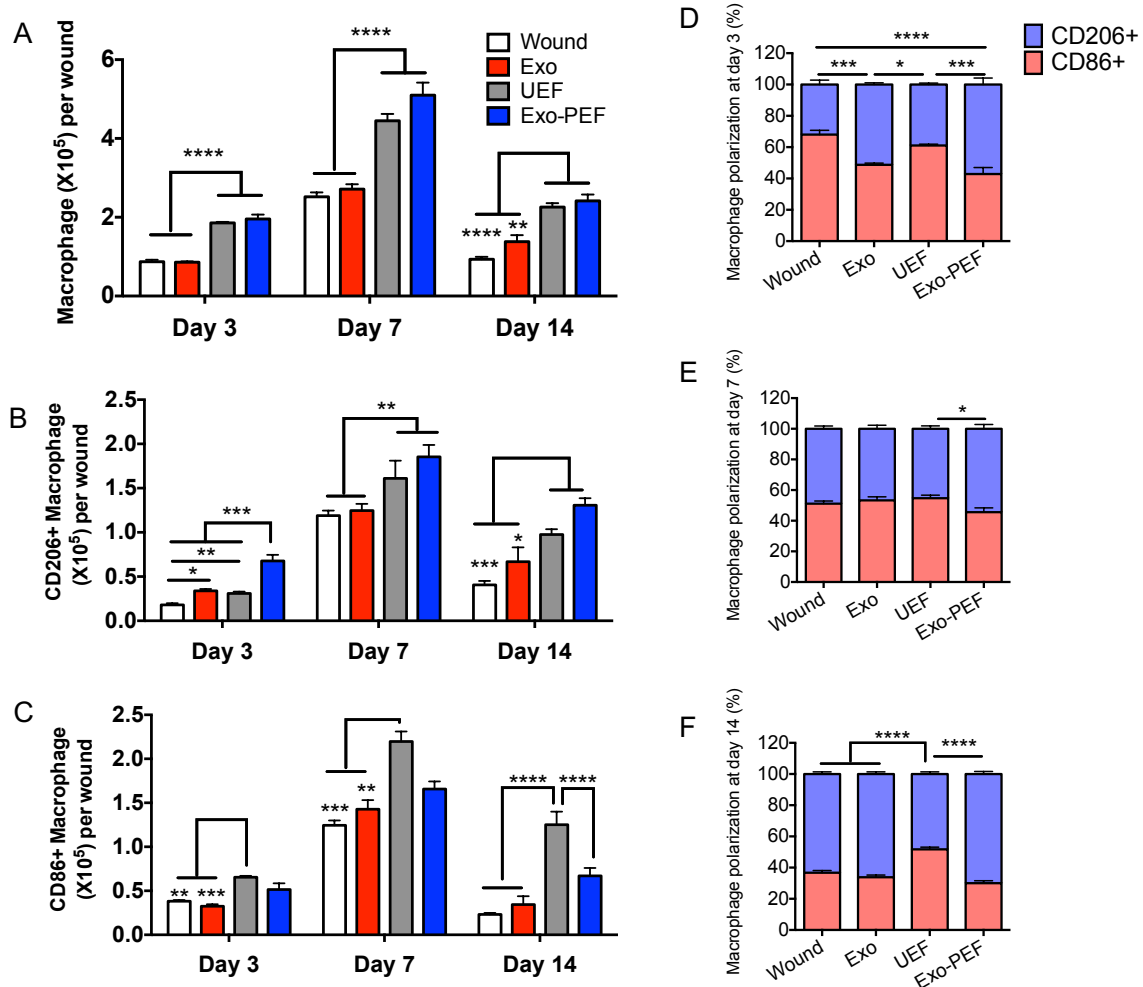 A
Macrophage (X10⁵) per wound
6
4
2
0
****
****
****
**
Wound
Exo
UEF
Exo-PEF
Day 3
Day 7
Day 14
B
CD206+ Macrophage
(X10⁵) per wound
2.5
2.0
1.5
1.0
0.5
0.0
***
**
*
**
***
*
Day 3
Day 7
Day 14
C
CD86+ Macrophage
(X10⁵) per wound
2.5
2.0
1.5
1.0
0.5
0.0
**
***
***
**
****
****
Day 3
Day 7
Day 14
D
Macrophage polarization at day 3 (%)
120
100
80
60
40
20
0
****
***
*
***
CD206+
CD86+
Wound
Exo
UEF
Exo-PEF
E
Macrophage polarization at day 7 (%)
120
100
80
60
40
20
0
*
Wound
Exo
UEF
Exo-PEF
F
Macrophage polarization at day 14 (%)
120
100
80
60
40
20
0
****
****
Wound
Exo
UEF
Exo-PEF